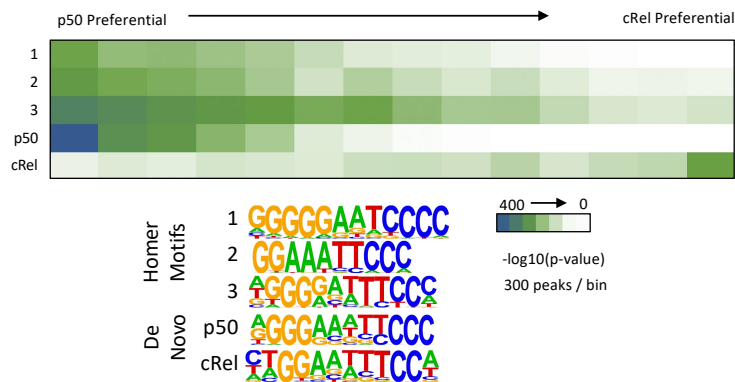 p50 Preferential
cRel Preferential
1
2
3
p50
cRel
Homer Motifs
De Novo
1 GGGGGAATCCCC
2 GGAAATTCCC
3 AGGGGATTTCCC
p50 AGGGAAATTCCC
cRel CTGGAATTTCCA
400 0
-log10(p-value)
300 peaks / bin